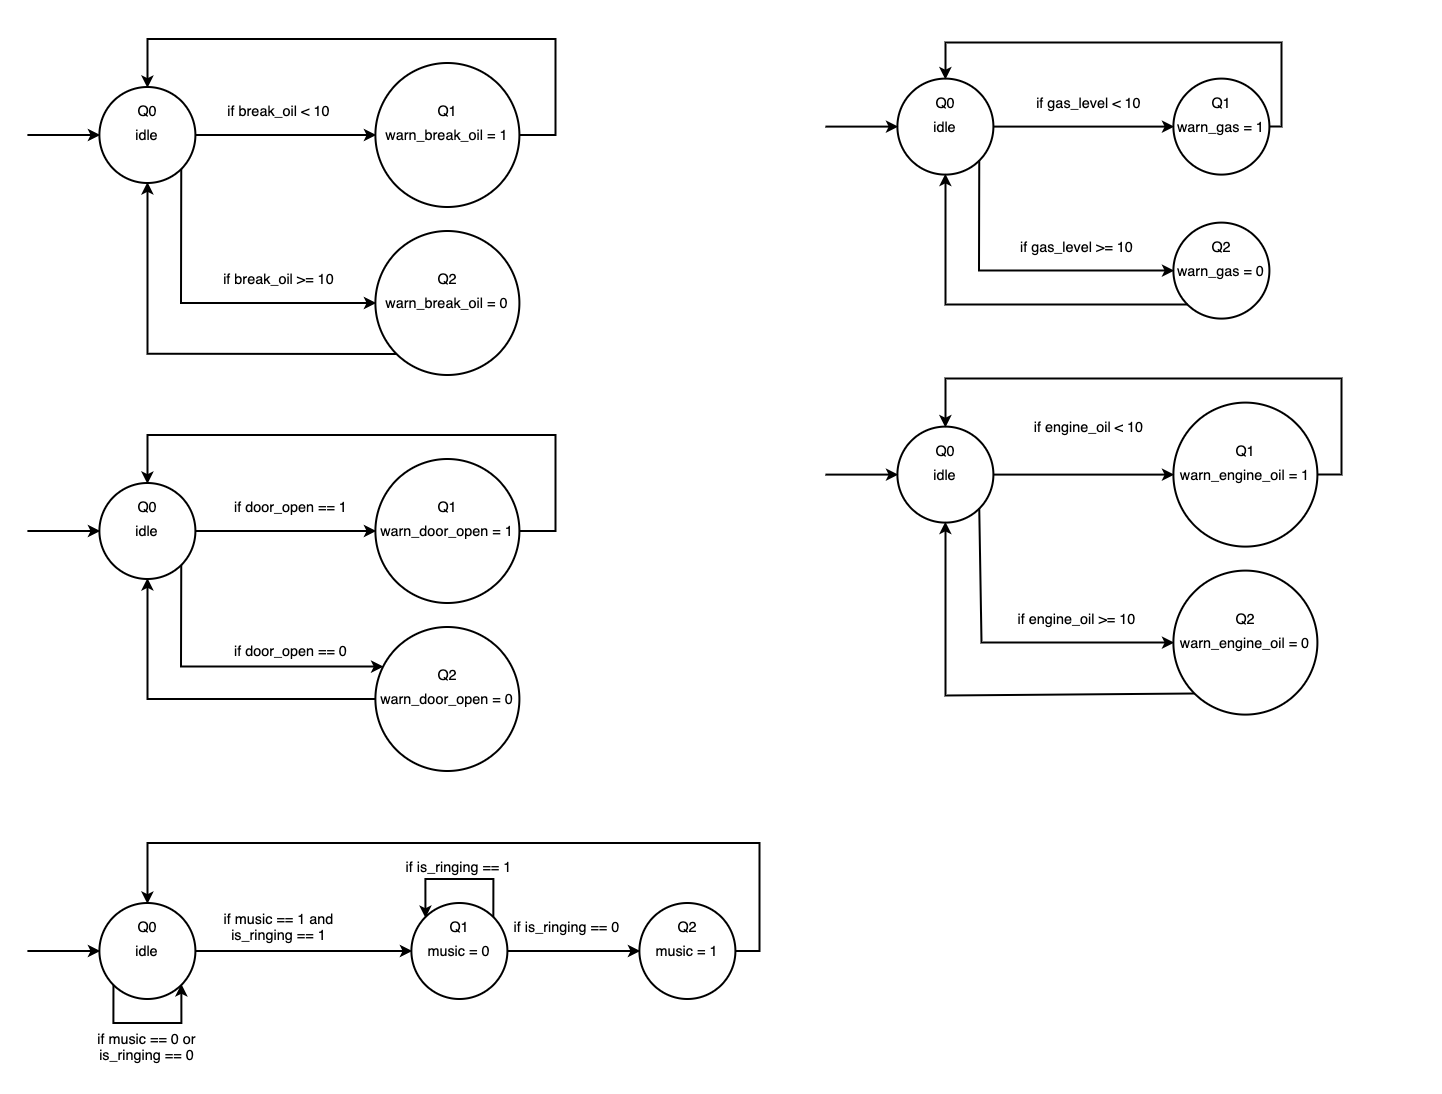 Q0
idle
if break_oil < 10
Q1
warn_break_oil = 1
if break_oil >= 10
Q2
warn_break_oil = 0
Q0
idle
if gas_level < 10
Q1
warn_gas = 1
if gas_level >= 10
Q2
warn_gas = 0
Q0
idle
if door_open == 1
Q1
warn_door_open = 1
if door_open == 0
Q2
warn_door_open = 0
Q0
idle
if engine_oil < 10
Q1
warn_engine_oil = 1
if engine_oil >= 10
Q2
warn_engine_oil = 0
Q0
idle
if music == 0 or
is_ringing == 0
if music == 1 and
is_ringing == 1
if is_ringing == 1
Q1
music = 0
if is_ringing == 0
Q2
music = 1